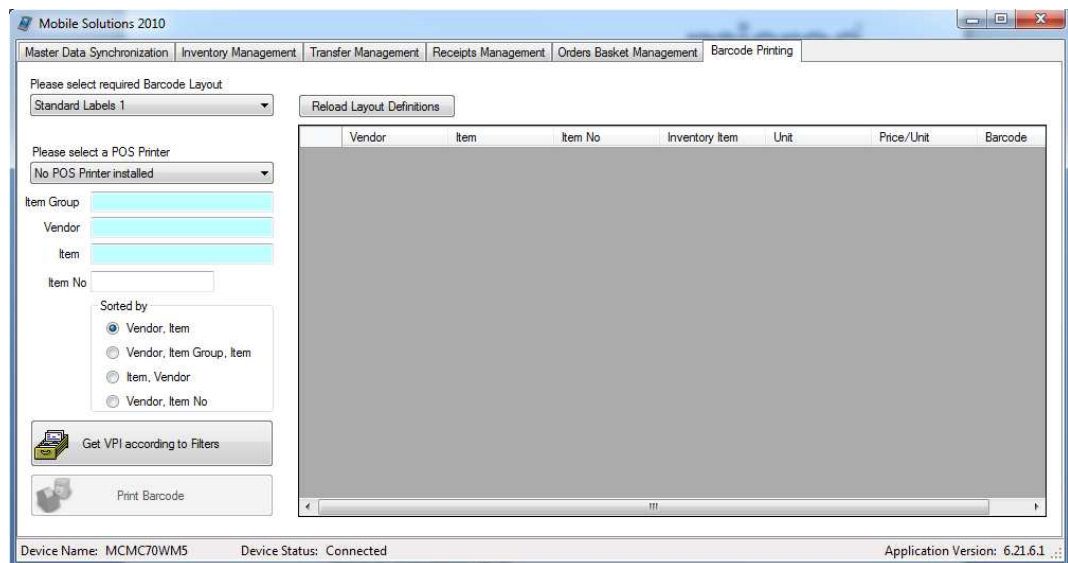 Mobile Solutions 2010
Master Data Synchronization Inventory Management Transfer Management Receipts Management Orders Basket Management Barcode Printing
Please select required Barcode Layout
Standard Labels 1
Reload Layout Definitions
Vendor Item Item No Inventory Item Unit Price/Unit Barcode
Please select a POS Printer
No POS Printer installed
Item Group
Vendor
Item
Item No
Sorted by
Vendor, Item
Vendor, Item Group, Item
Item, Vendor
Vendor, Item No
Get VPI according to Filters
Print Barcode
Device Name: MCMC70WM5 Device Status: Connected Application Version: 6.21.6.1